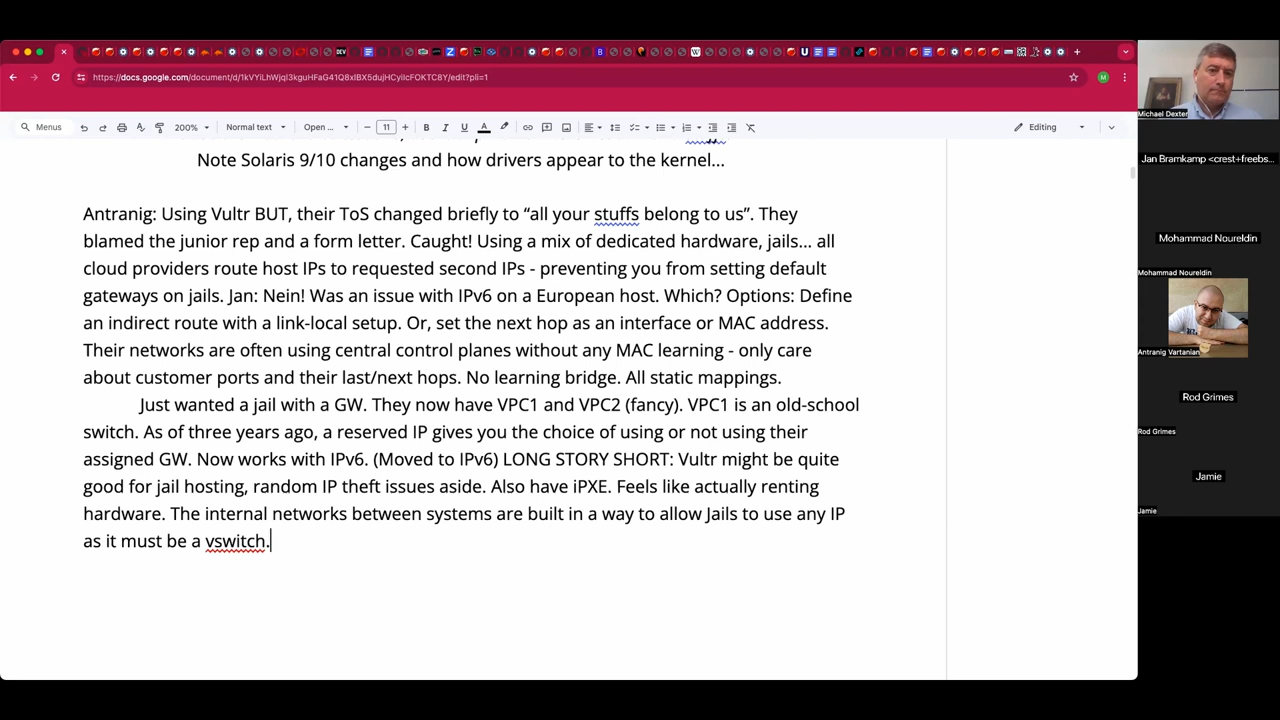 https://docs.google.com/document/d/1kVYiLhWjqI3kguHFaG41Q8xlBX5dujHCyiIcFOKTC8Y/edit?pli=1
Menus
200%
Normal text
Open ...
11
Editing
Note Solaris 9/10 changes and how drivers appear to the kernel...
Antranig: Using Vultr BUT, their ToS changed briefly to “all your stuffs belong to us”. They
blamed the junior rep and a form letter. Caught! Using a mix of dedicated hardware, jails... all
cloud providers route host IPs to requested second IPs - preventing you from setting default
gateways on jails. Jan: Nein! Was an issue with IPv6 on a European host. Which? Options: Define
an indirect route with a link-local setup. Or, set the next hop as an interface or MAC address.
Their networks are often using central control planes without any MAC learning - only care
about customer ports and their last/next hops. No learning bridge. All static mappings.
Just wanted a jail with a GW. They now have VPC1 and VPC2 (fancy). VPC1 is an old-school
switch. As of three years ago, a reserved IP gives you the choice of using or not using their
assigned GW. Now works with IPv6. (Moved to IPv6) LONG STORY SHORT: Vultr might be quite
good for jail hosting, random IP theft issues aside. Also have iPXE. Feels like actually renting
hardware. The internal networks between systems are built in a way to allow Jails to use any IP
as it must be a vswitch.
Michael Dexter
Jan Bramkamp <crest+freebs...
Mohammad Noureldin
Mohammad Noureldin
Antranig Vartanian
Rod Grimes
Rod Grimes
Jamie
Jamie